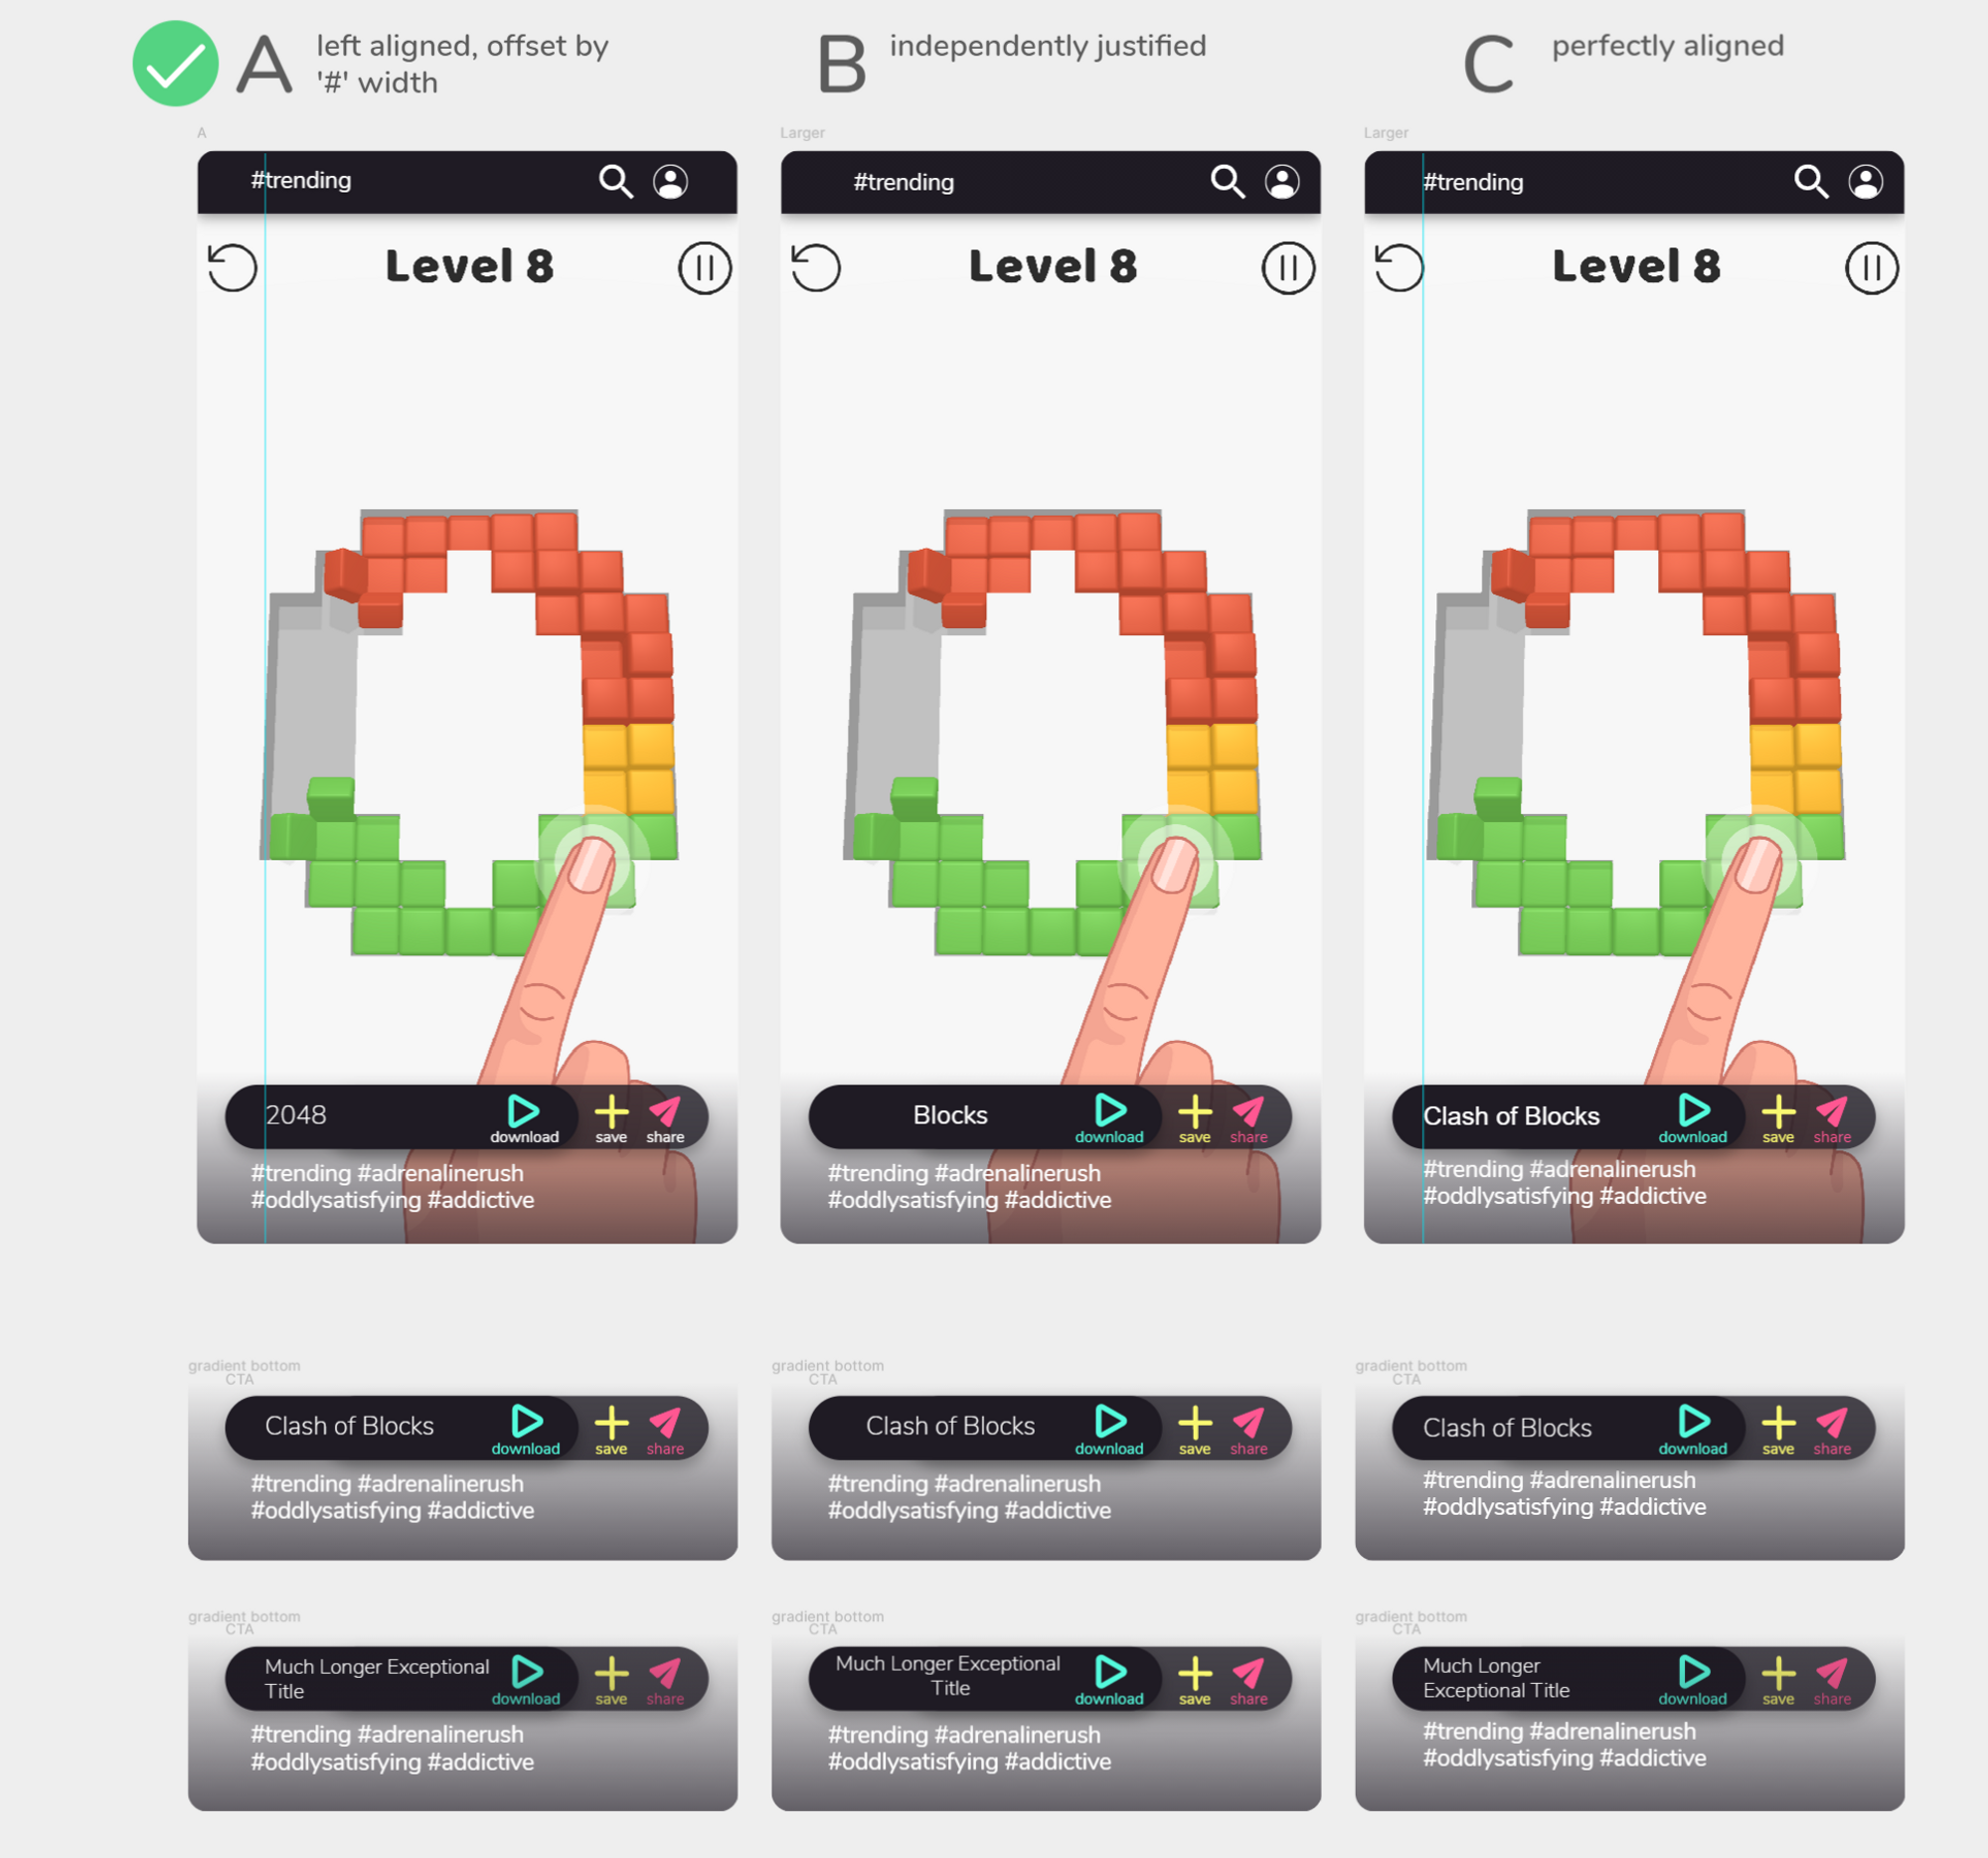 A
left aligned, offset by
'#' width
B
independently justified
C
perfectly aligned
A
#trending
Level 8
2048
download
save
share
#trending #adrenalinerush
#oddlysatisfying #addictive
Larger
#trending
Level 8
Blocks
download
save
share
#trending #adrenalinerush
#oddlysatisfying #addictive
Larger
#trending
Level 8
Clash of Blocks
download
save
share
#trending #adrenalinerush
#oddlysatisfying #addictive
gradient bottom
CTA
Clash of Blocks
download
save
share
#trending #adrenalinerush
#oddlysatisfying #addictive
gradient bottom
CTA
Clash of Blocks
download
save
share
#trending #adrenalinerush
#oddlysatisfying #addictive
gradient bottom
CTA
Clash of Blocks
download
save
share
#trending #adrenalinerush
#oddlysatisfying #addictive
gradient bottom
CTA
Much Longer Exceptional
Title
download
save
share
#trending #adrenalinerush
#oddlysatisfying #addictive
gradient bottom
CTA
Much Longer Exceptional
Title
download
save
share
#trending #adrenalinerush
#oddlysatisfying #addictive
gradient bottom
CTA
Much Longer
Exceptional Title
download
save
share
#trending #adrenalinerush
#oddlysatisfying #addictive